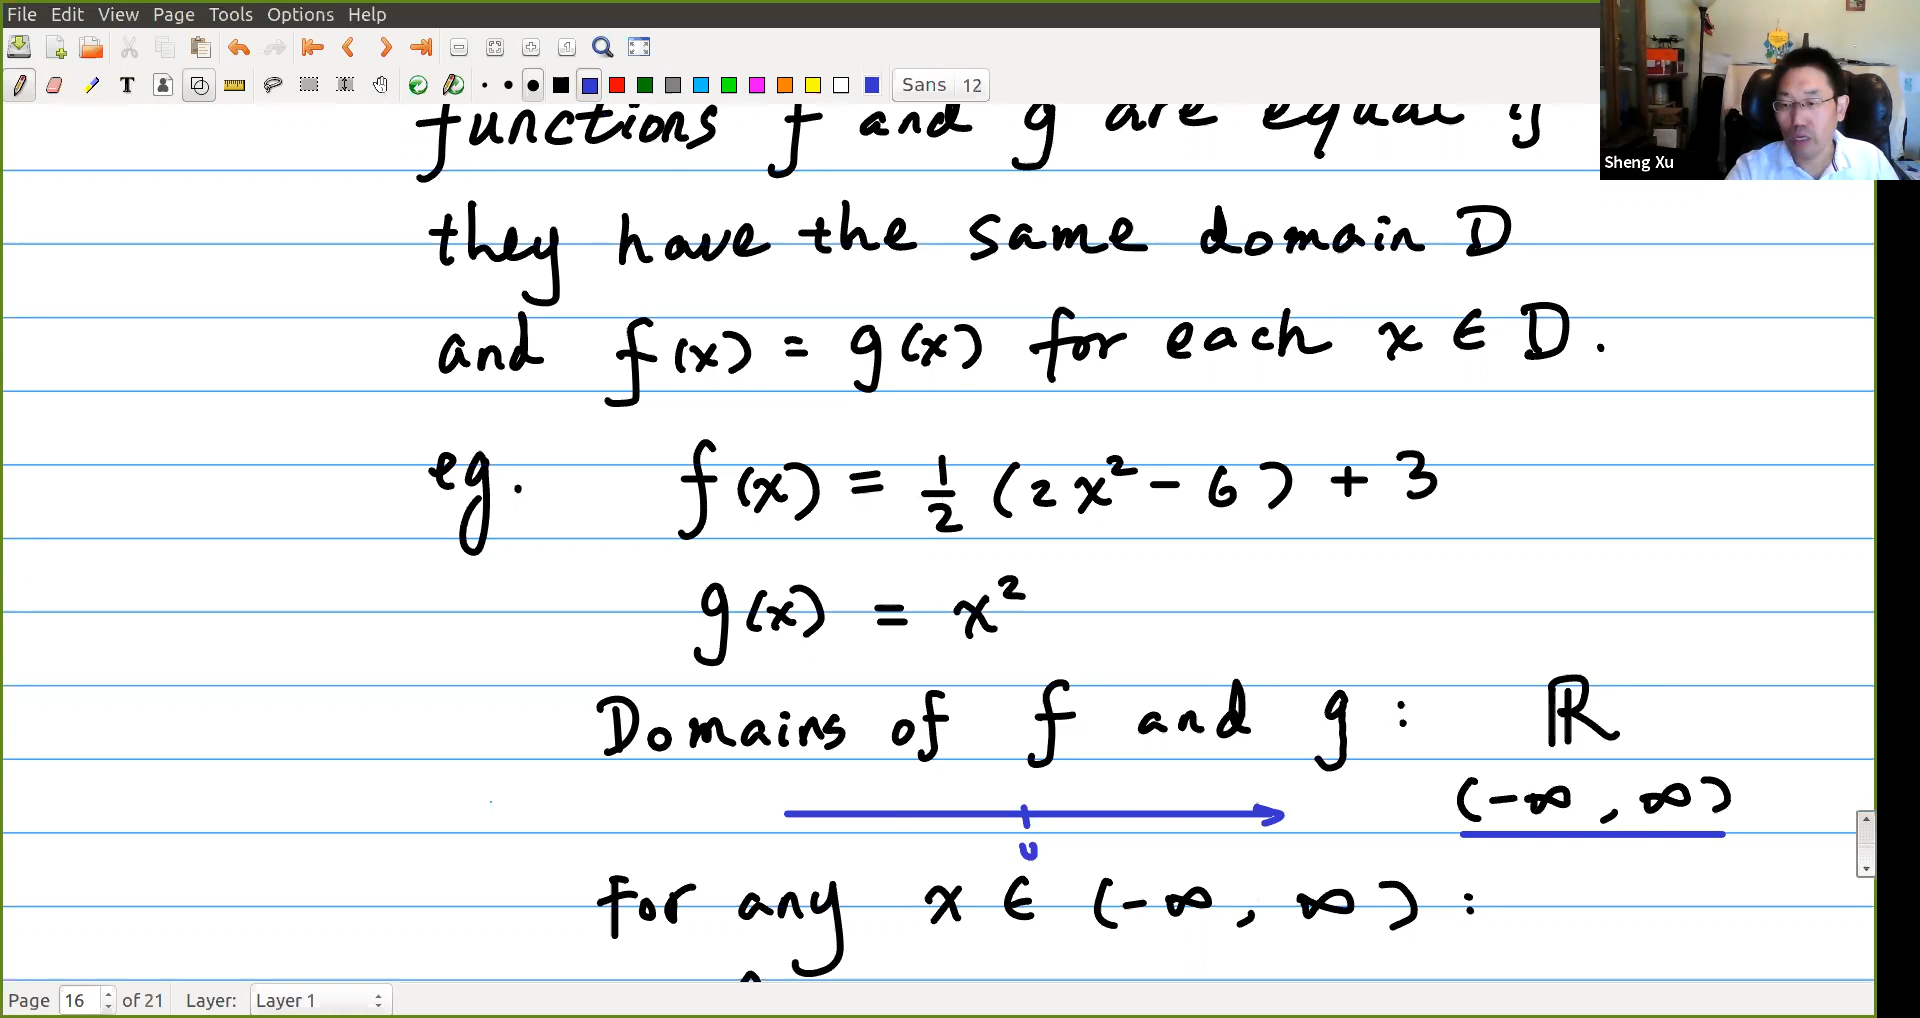 File Edit View Page Tools Options Help
Sans 12
Sheng Xu
functions f and g are equal if
they have the same domain D
and f(x) = g(x) for each x ∈ D.
eg. f(x) = 1/2 (2x² - 6) + 3
g(x) = x²
Domains of f and g : ℝ
(-∞, ∞)
0
For any x ∈ (-∞, ∞) :
Page 16 of 21 Layer: Layer 1